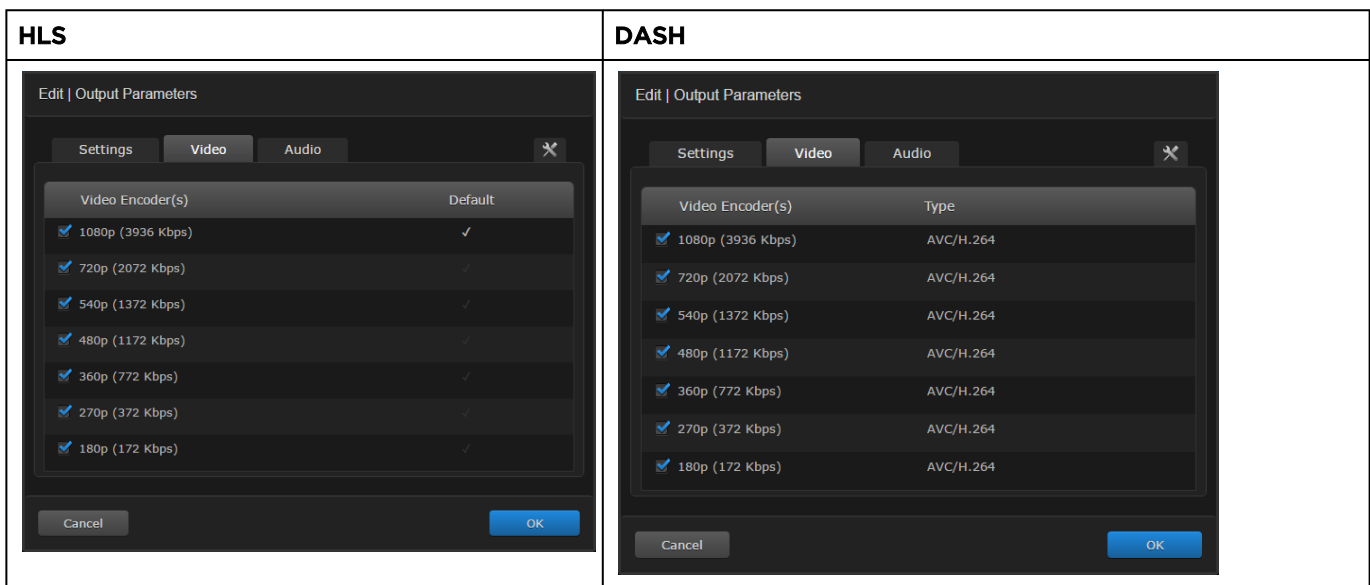 HLS
DASH
Edit | Output Parameters
Settings Video Audio
Video Encoder(s) Default
1080p (3936 Kbps)
720p (2072 Kbps)
540p (1372 Kbps)
480p (1172 Kbps)
360p (772 Kbps)
270p (372 Kbps)
180p (172 Kbps)
Cancel OK
Edit | Output Parameters
Settings Video Audio
Video Encoder(s) Type
1080p (3936 Kbps) AVC/H.264
720p (2072 Kbps) AVC/H.264
540p (1372 Kbps) AVC/H.264
480p (1172 Kbps) AVC/H.264
360p (772 Kbps) AVC/H.264
270p (372 Kbps) AVC/H.264
180p (172 Kbps) AVC/H.264
Cancel OK